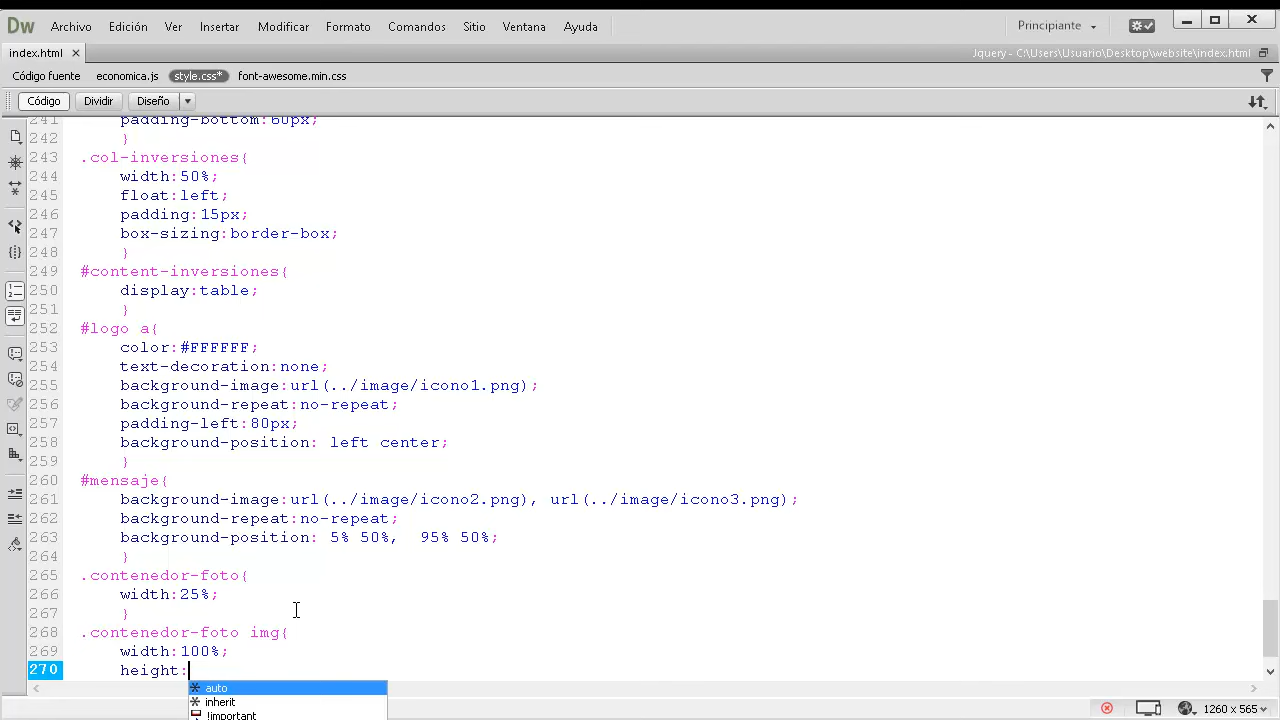 Dw Archivo Edición Ver Insertar Modificar Formato Comandos Sitio Ventana Ayuda Principiante
index.html Jquery - C:\Users\Usuario\Desktop\website\index.html
Código fuente economica.js style.css* font-awesome.min.css
Código Dividir Diseño
241 padding-bottom:60px;
242 }
243 .col-inversiones{
244 width:50%;
245 float:left;
246 padding:15px;
247 box-sizing:border-box;
248 }
249 #content-inversiones{
250 display:table;
251 }
252 #logo a{
253 color:#FFFFFF;
254 text-decoration:none;
255 background-image:url(../image/icono1.png);
256 background-repeat:no-repeat;
257 padding-left:80px;
258 background-position: left center;
259 }
260 #mensaje{
261 background-image:url(../image/icono2.png), url(../image/icono3.png);
262 background-repeat:no-repeat;
263 background-position: 5% 50%,  95% 50%;
264 }
265 .contenedor-foto{
266 width:25%;
267 }
268 .contenedor-foto img{
269 width:100%;
270 height:
auto
inherit
!important
1260 x 565